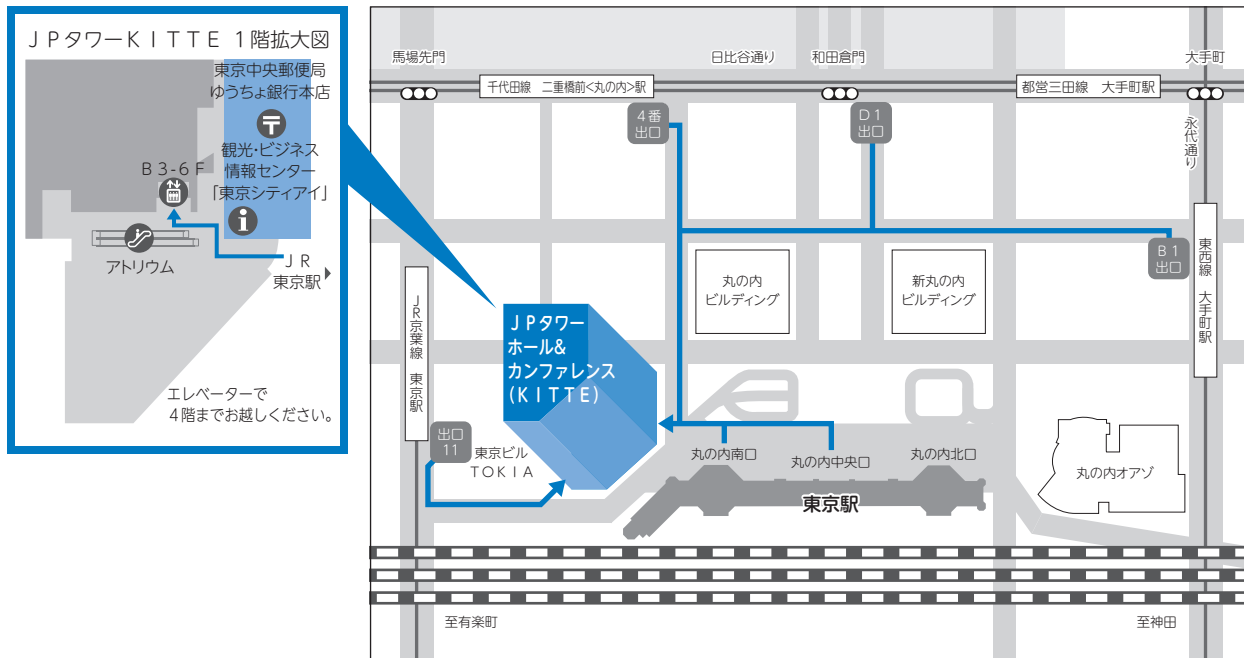 ＪＰタワーＫＩＴＴＥ １階拡大図
東京中央郵便局
ゆうちょ銀行本店
観光・ビジネス
情報センター
「東京シティアイ」
Ｂ３-６Ｆ
アトリウム
ＪＲ
東京駅
エレベーターで
４階までお越しください。
馬場先門
日比谷通り
和田倉門
大手町
千代田線 二重橋前<丸の内>駅
都営三田線 大手町駅
4番
出口
Ｄ１
出口
永代通り
Ｂ１
出口
東西線 大手町駅
丸の内
ビルディング
新丸の内
ビルディング
ＪＲ京葉線 東京駅
ＪＰタワー
ホール&
カンファレンス
(ＫＩＴＴＥ)
出口
11
東京ビル
ＴＯＫＩＡ
丸の内南口
丸の内中央口
丸の内北口
丸の内オアゾ
東京駅
至有楽町
至神田